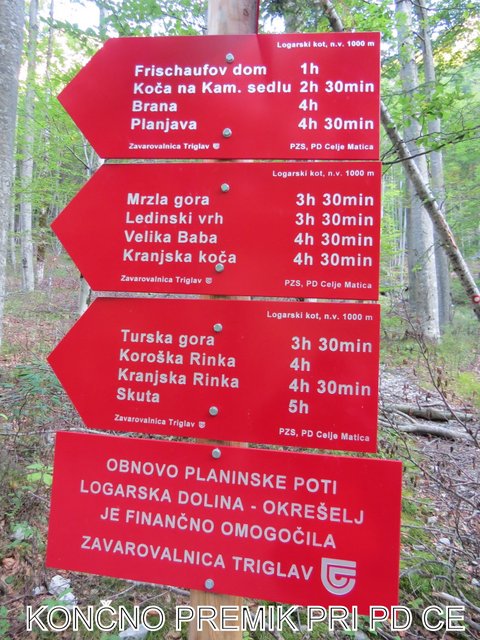 Logarski kot, n.v. 1000 m
Frischaufov dom 1h
Koča na Kam. sedlu 2h 30min
Brana 4h
Planjava 4h 30min
Zavarovalnica Triglav PZS, PD Celje Matica
Logarski kot, n.v. 1000 m
Mrzla gora 3h 30min
Ledinski vrh 3h 30min
Velika Baba 4h 30min
Kranjska koča 4h 30min
Zavarovalnica Triglav PZS, PD Celje Matica
Logarski kot, n.v. 1000 m
Turska gora 3h 30min
Koroška Rinka 4h
Kranjska Rinka 4h 30min
Skuta 5h
Zavarovalnica Triglav PZS, PD Celje Matica
OBNOVO PLANINSKE POTI
LOGARSKA DOLINA - OKREŠELJ
JE FINANČNO OMOGOČILA
ZAVAROVALNICA TRIGLAV
KONČNO PREMIK PRI PD CE